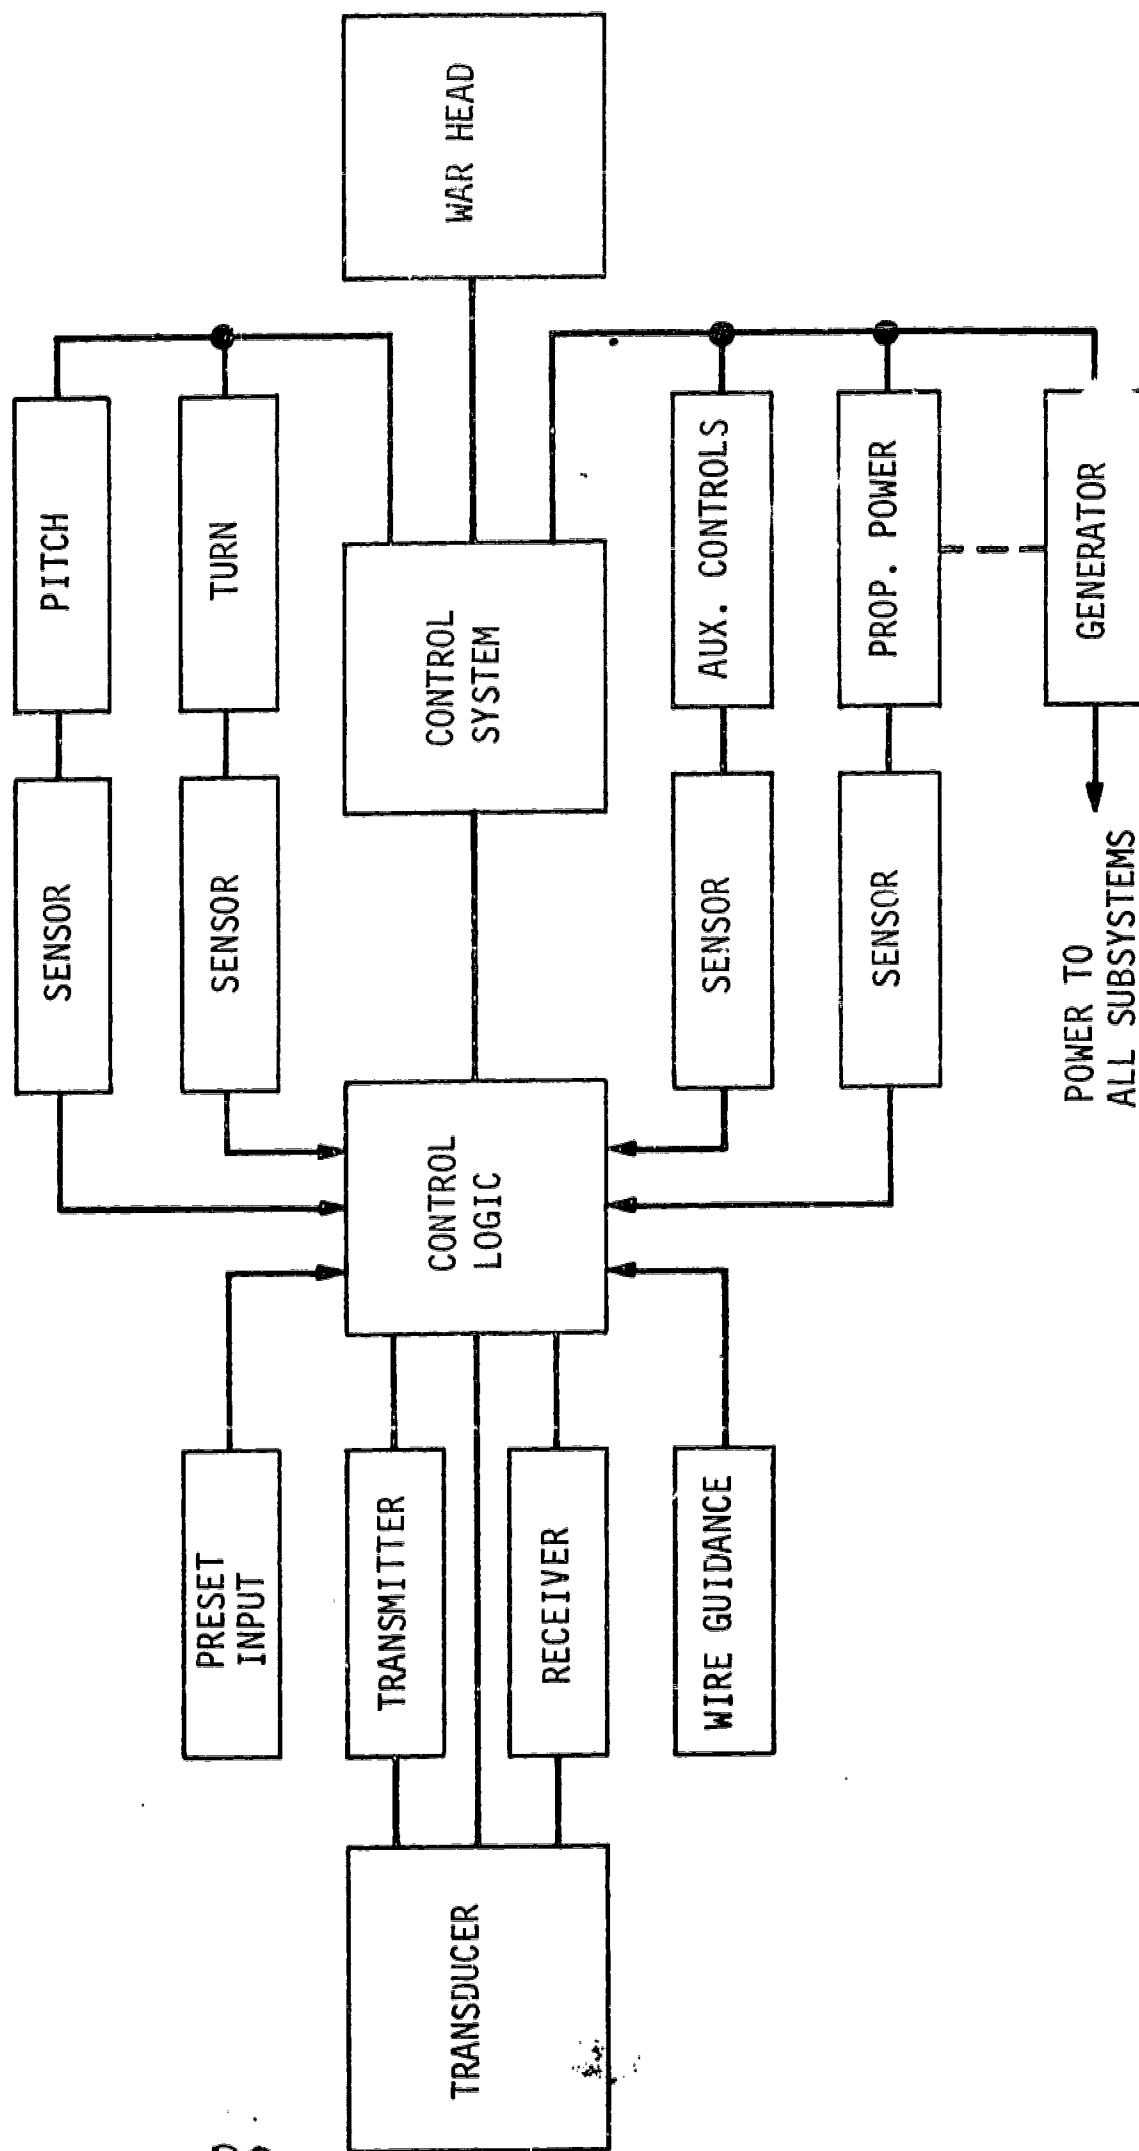 SENSOR
PITCH
PRESET
INPUT
SENSOR
TURN
TRANSDUCER
TRANSMITTER
RECEIVER
CONTROL
LOGIC
CONTROL
SYSTEM
WAR HEAD
WIRE GUIDANCE
SENSOR
AUX. CONTROLS
SENSOR
PROP. POWER
POWER TO
ALL SUBSYSTEMS
GENERATOR